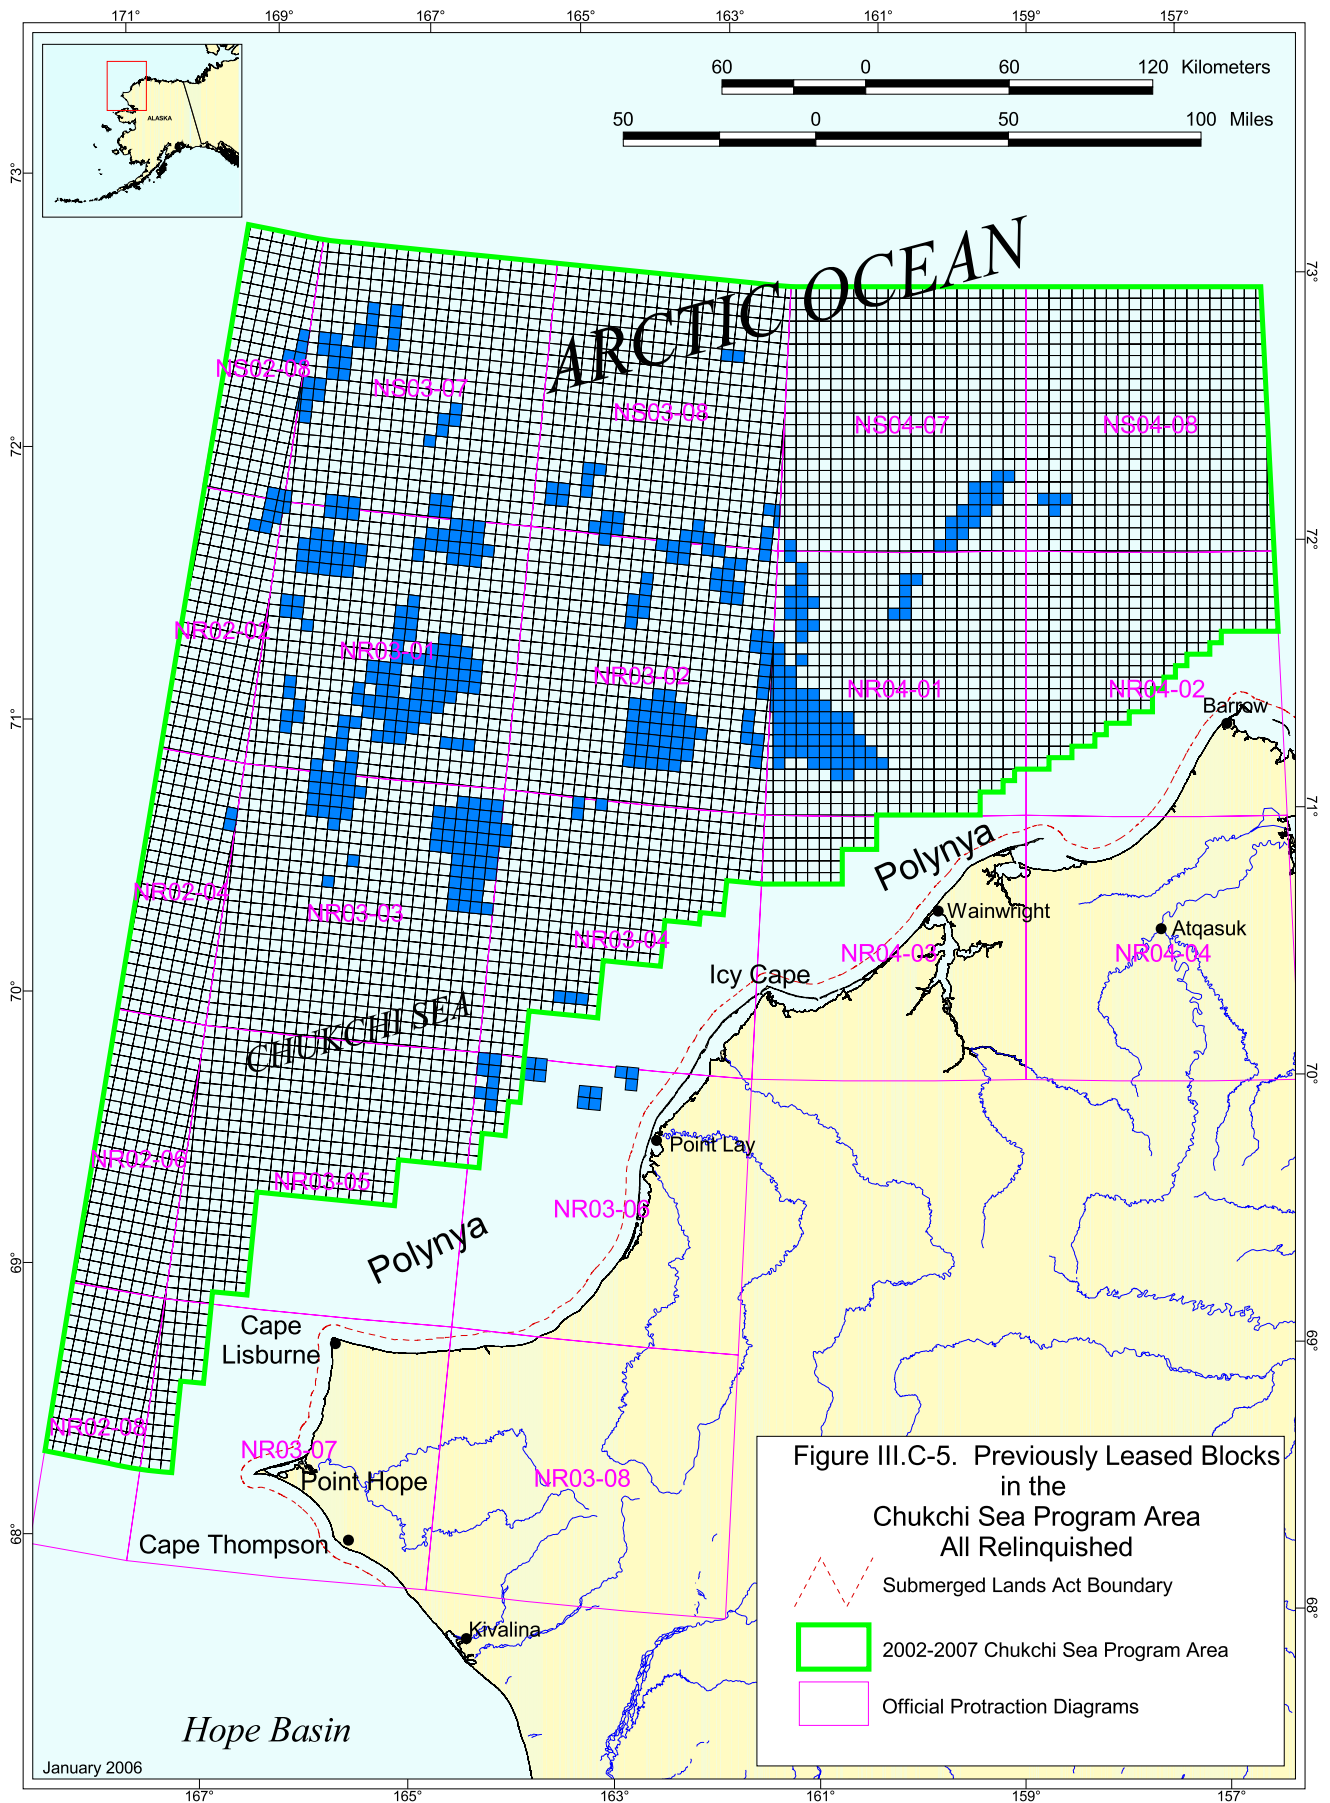 171°
169°
167°
165°
163°
161°
159°
157°
60 0 60 120 Kilometers
50 0 50 100 Miles
ALASKA
73°
73°
ARCTIC OCEAN
NS02-08
NS03-07
NS03-08
NS04-07
NS04-08
72°
72°
NR02-02
NR03-01
NR03-02
NR04-01
NR04-02
Barrow
71°
71°
Polynya
NR02-04
NR03-03
NR03-04
Wainwright
Atqasuk
NR04-03
NR04-04
Icy Cape
70°
70°
CHUKCHI SEA
Point Lay
NR02-06
NR03-05
NR03-06
Polynya
69°
69°
Cape
Lisburne
NR02-08
NR03-07
Point Hope
NR03-08
Cape Thompson
68°
68°
Kivalina
Hope Basin
January 2006
Figure III.C-5. Previously Leased Blocks
in the
Chukchi Sea Program Area
All Relinquished
Submerged Lands Act Boundary
2002-2007 Chukchi Sea Program Area
Official Protraction Diagrams
167°
165°
163°
161°
159°
157°